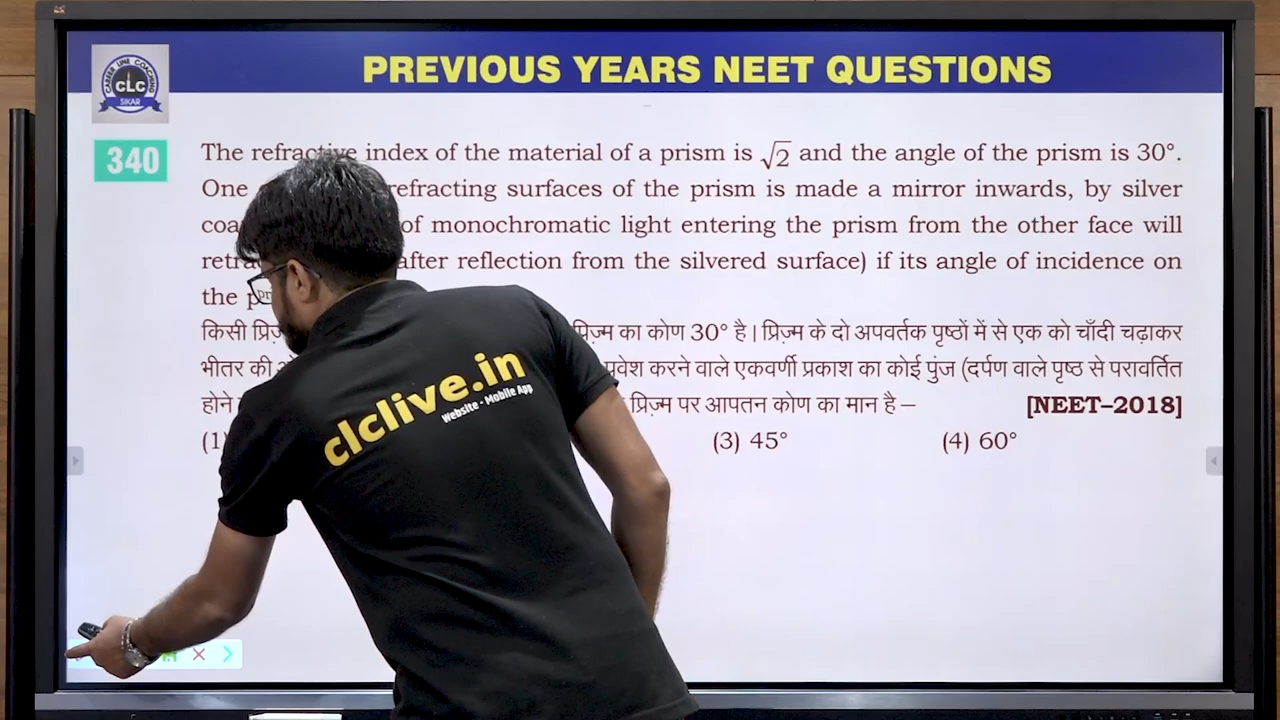 PREVIOUS YEARS NEET QUESTIONS
CAREER LINE COACHING
CLC
SIKAR
340
The refractive index of the material of a prism is √2 and the angle of the prism is 30°.
One refracting surfaces of the prism is made a mirror inwards, by silver
of monochromatic light entering the prism from the other face will
after reflection from the silvered surface) if its angle of incidence on
the
किसी प्रिज़्म का कोण 30° है। प्रिज़्म के दो अपवर्तक पृष्ठों में से एक को चाँदी चढ़ाकर
भीतर की प्रवेश करने वाले एकवर्णी प्रकाश का कोई पुंज (दर्पण वाले पृष्ठ से परावर्तित
होने प्रिज़्म पर आपतन कोण का मान है – [NEET–2018]
(1) (3) 45° (4) 60°
clclive.in
Website - Mobile App